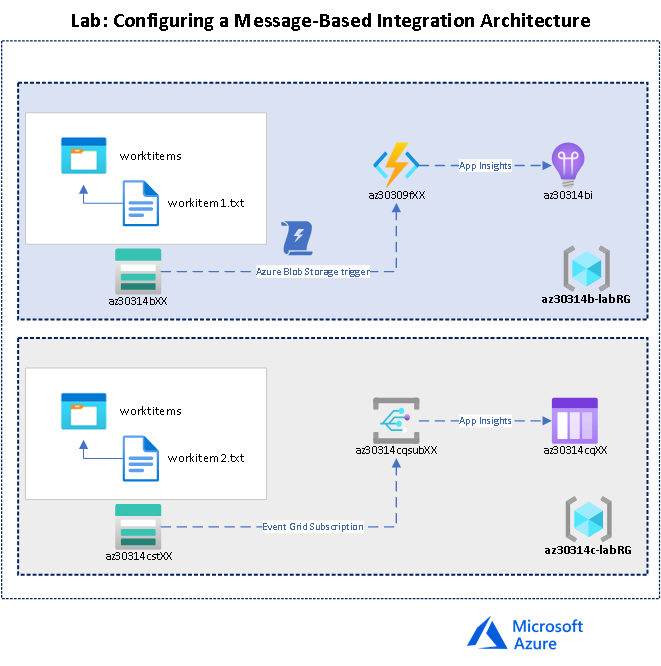 Lab: Configuring a Message-Based Integration Architecture
worktitems
workitem1.txt
az30309fXX
App Insights
az30314bi
az30314bXX
Azure Blob Storage trigger
az30314b-labRG
worktitems
workitem2.txt
az30314cqsubXX
App Insights
az30314cqXX
az30314cstXX
Event Grid Subscription
az30314c-labRG
Microsoft
Azure